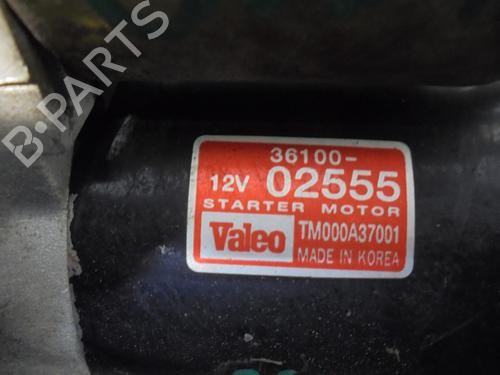 B-PARTS
36100-
12V 02555
STARTER MOTOR
Valeo TM000A37001
MADE IN KOREA